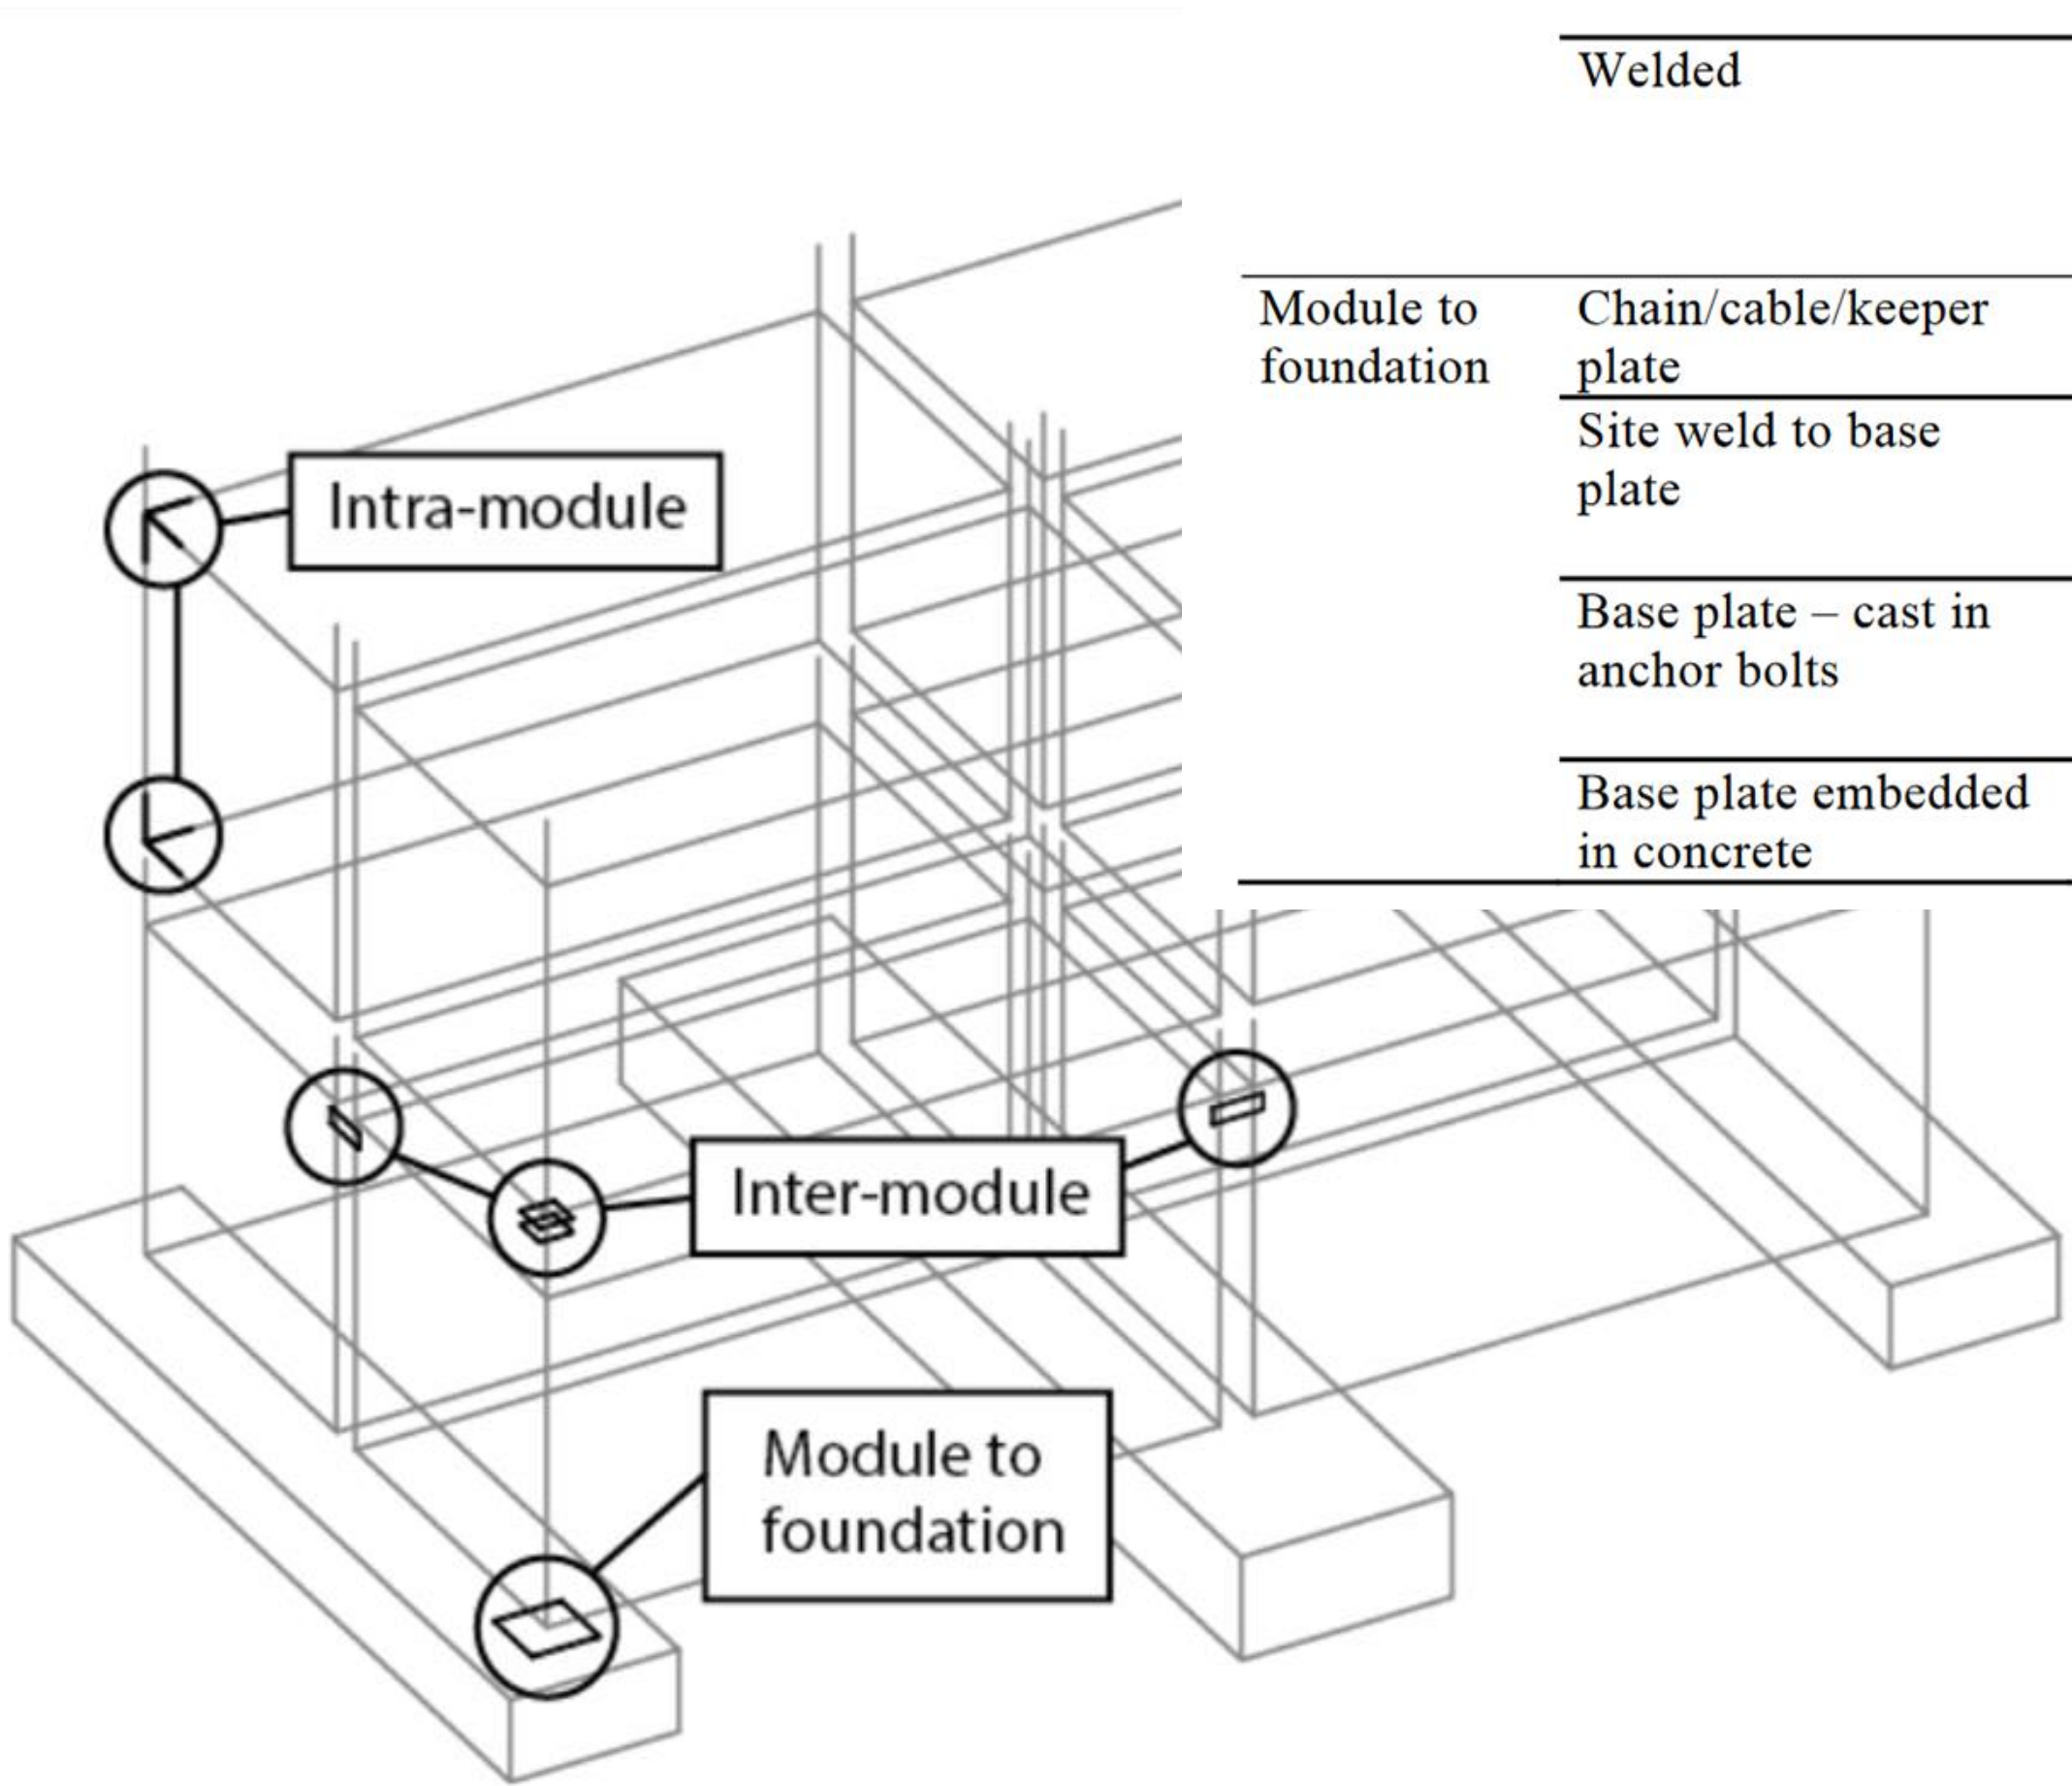 Welded
Module to
foundation
Chain/cable/keeper
plate
Site weld to base
plate
Base plate – cast in
anchor bolts
Base plate embedded
in concrete
Intra-module
Inter-module
Module to
foundation